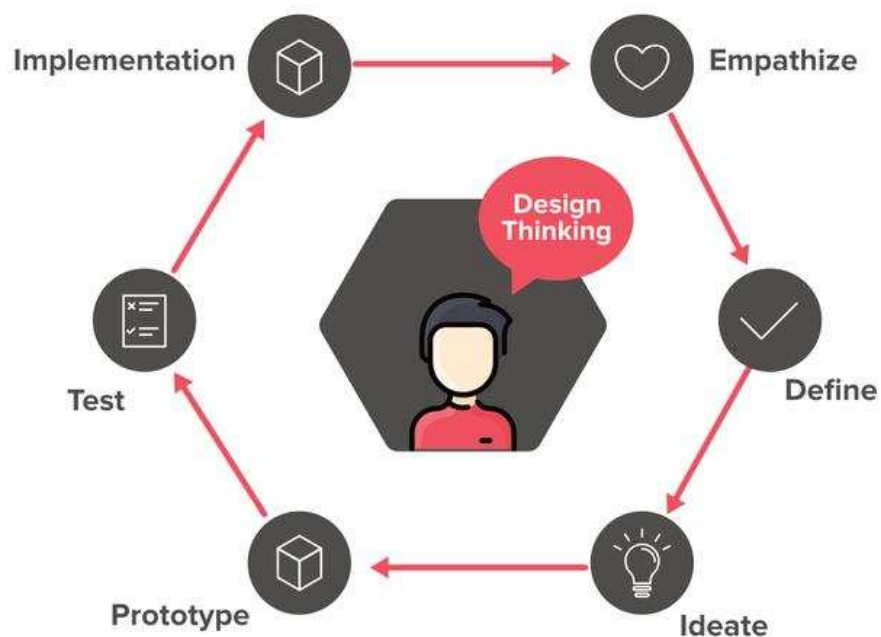 Implementation
Empathize
Design
Thinking
Define
Test
Prototype
Ideate